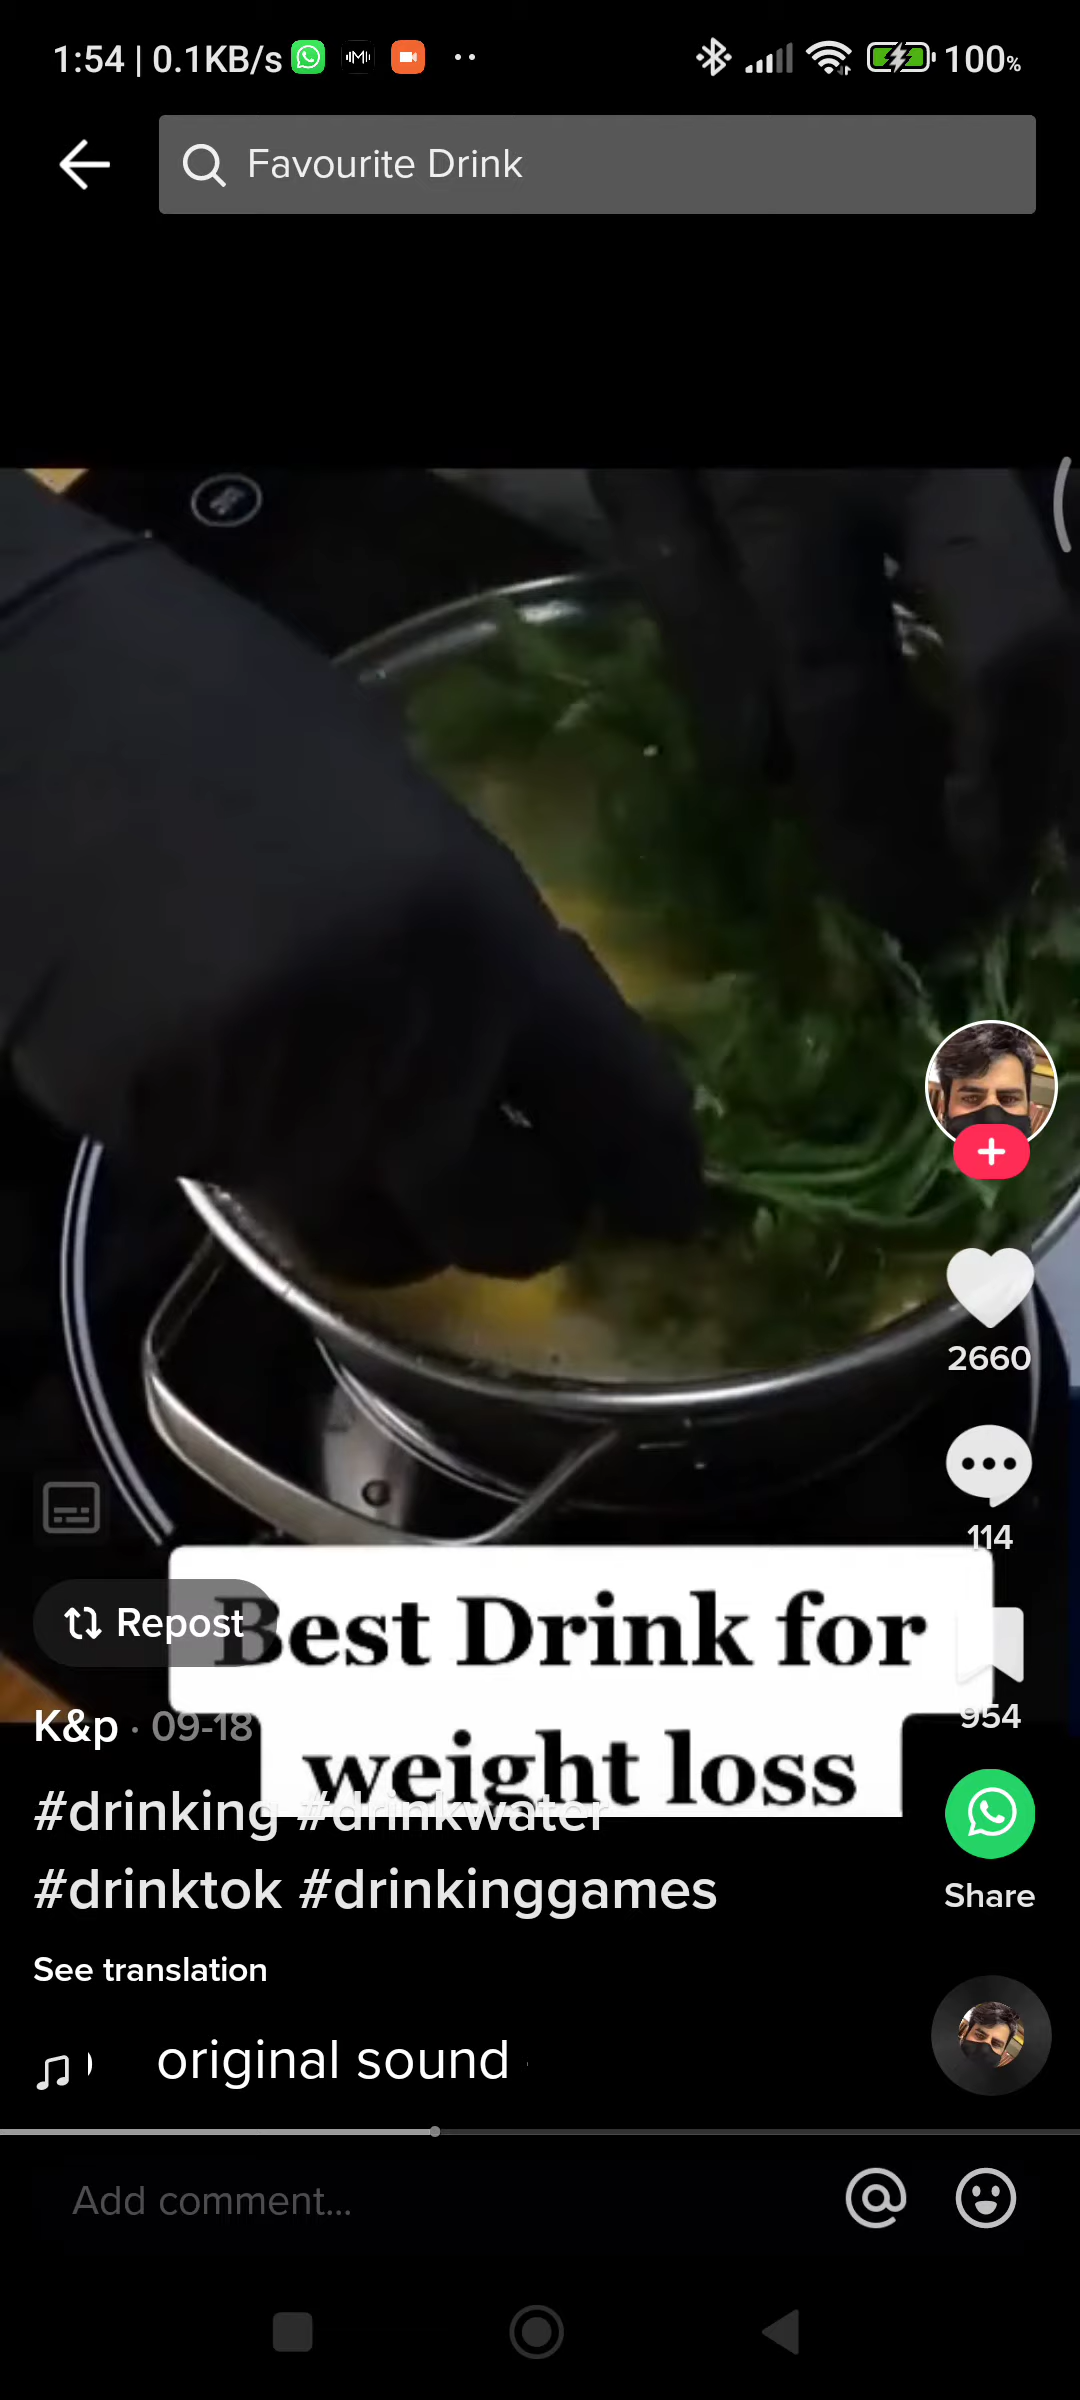 1:54 | 0.1KB/s
100%
Favourite Drink
2660
114
Best Drink for
weight loss
Repost
954
K&p · 09-18
#drinking #drinkwater
#drinktok #drinkinggames
Share
See translation
original sound
Add comment...